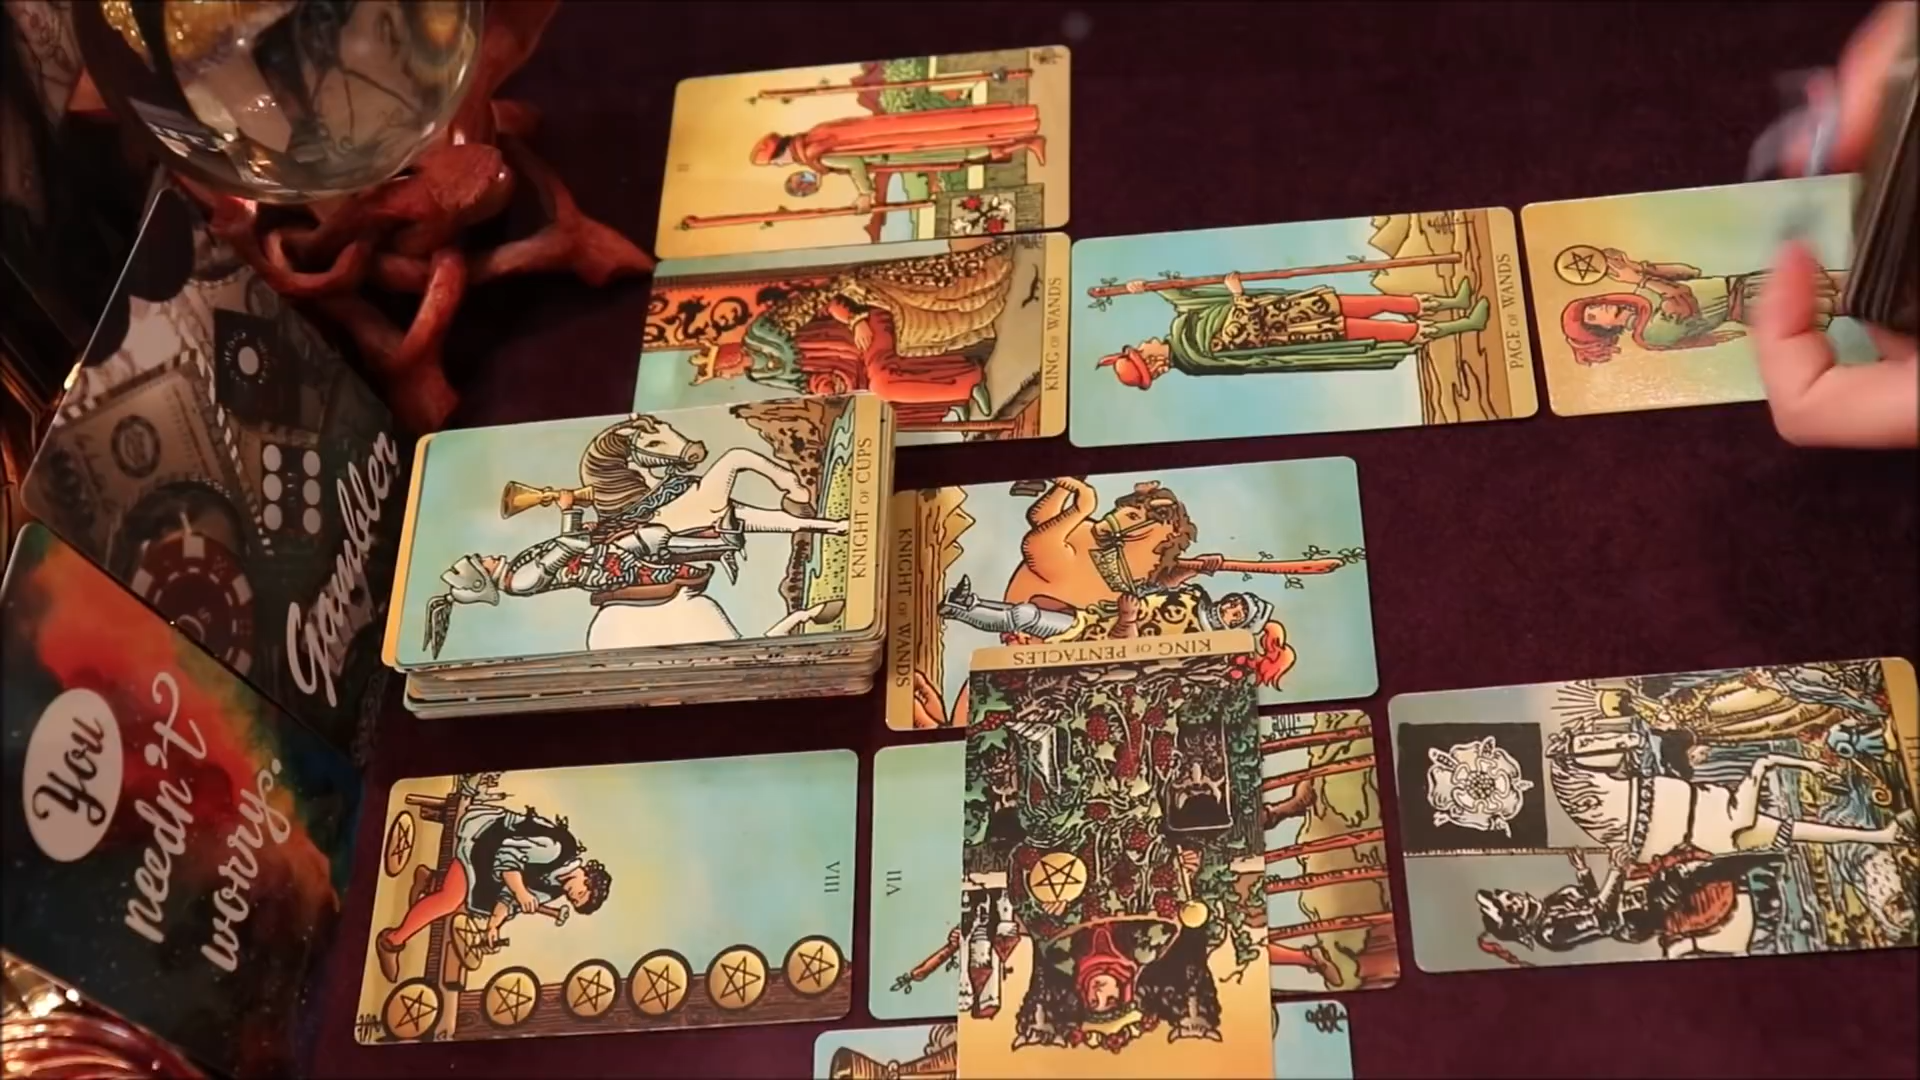 II
KING OF WANDS
PAGE OF WANDS
KNIGHT OF CUPS
KNIGHT OF WANDS
KING OF PENTACLES
Gambler
You
needn't
worry.
VIII
VII